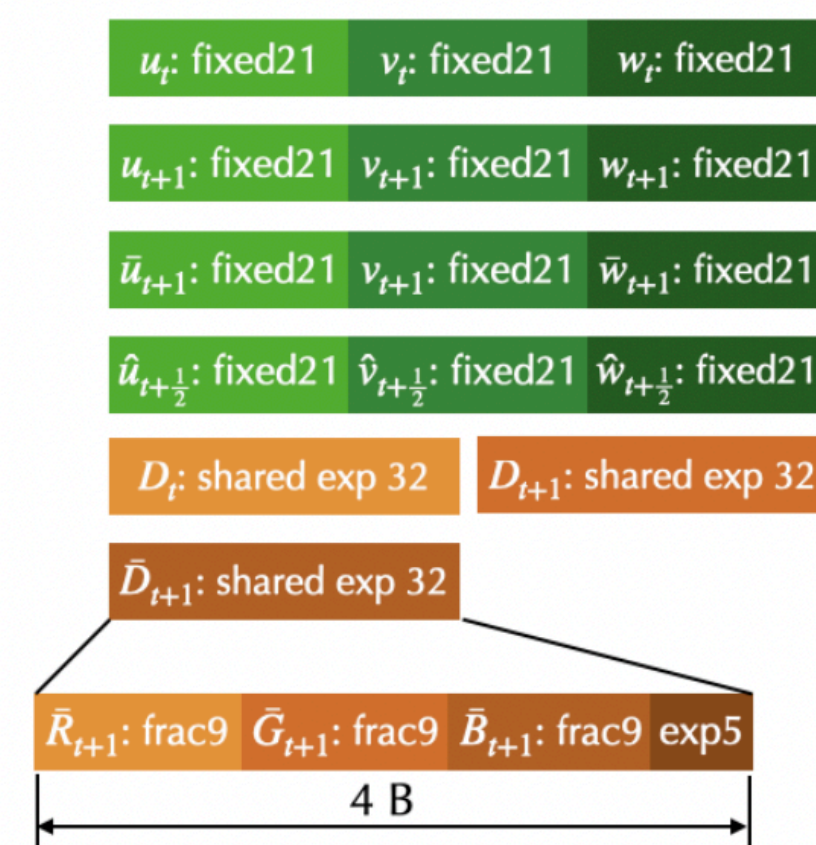 uₜ: fixed21 vₜ: fixed21 wₜ: fixed21
uₜ₊₁: fixed21 vₜ₊₁: fixed21 wₜ₊₁: fixed21
ūₜ₊₁: fixed21 vₜ₊₁: fixed21 w̄ₜ₊₁: fixed21
û_{t+1/2}: fixed21 v̂_{t+1/2}: fixed21 ŵ_{t+1/2}: fixed21
Dₜ: shared exp 32 Dₜ₊₁: shared exp 32
D̄ₜ₊₁: shared exp 32
R̄ₜ₊₁: frac9 Ḡₜ₊₁: frac9 B̄ₜ₊₁: frac9 exp5
4 B